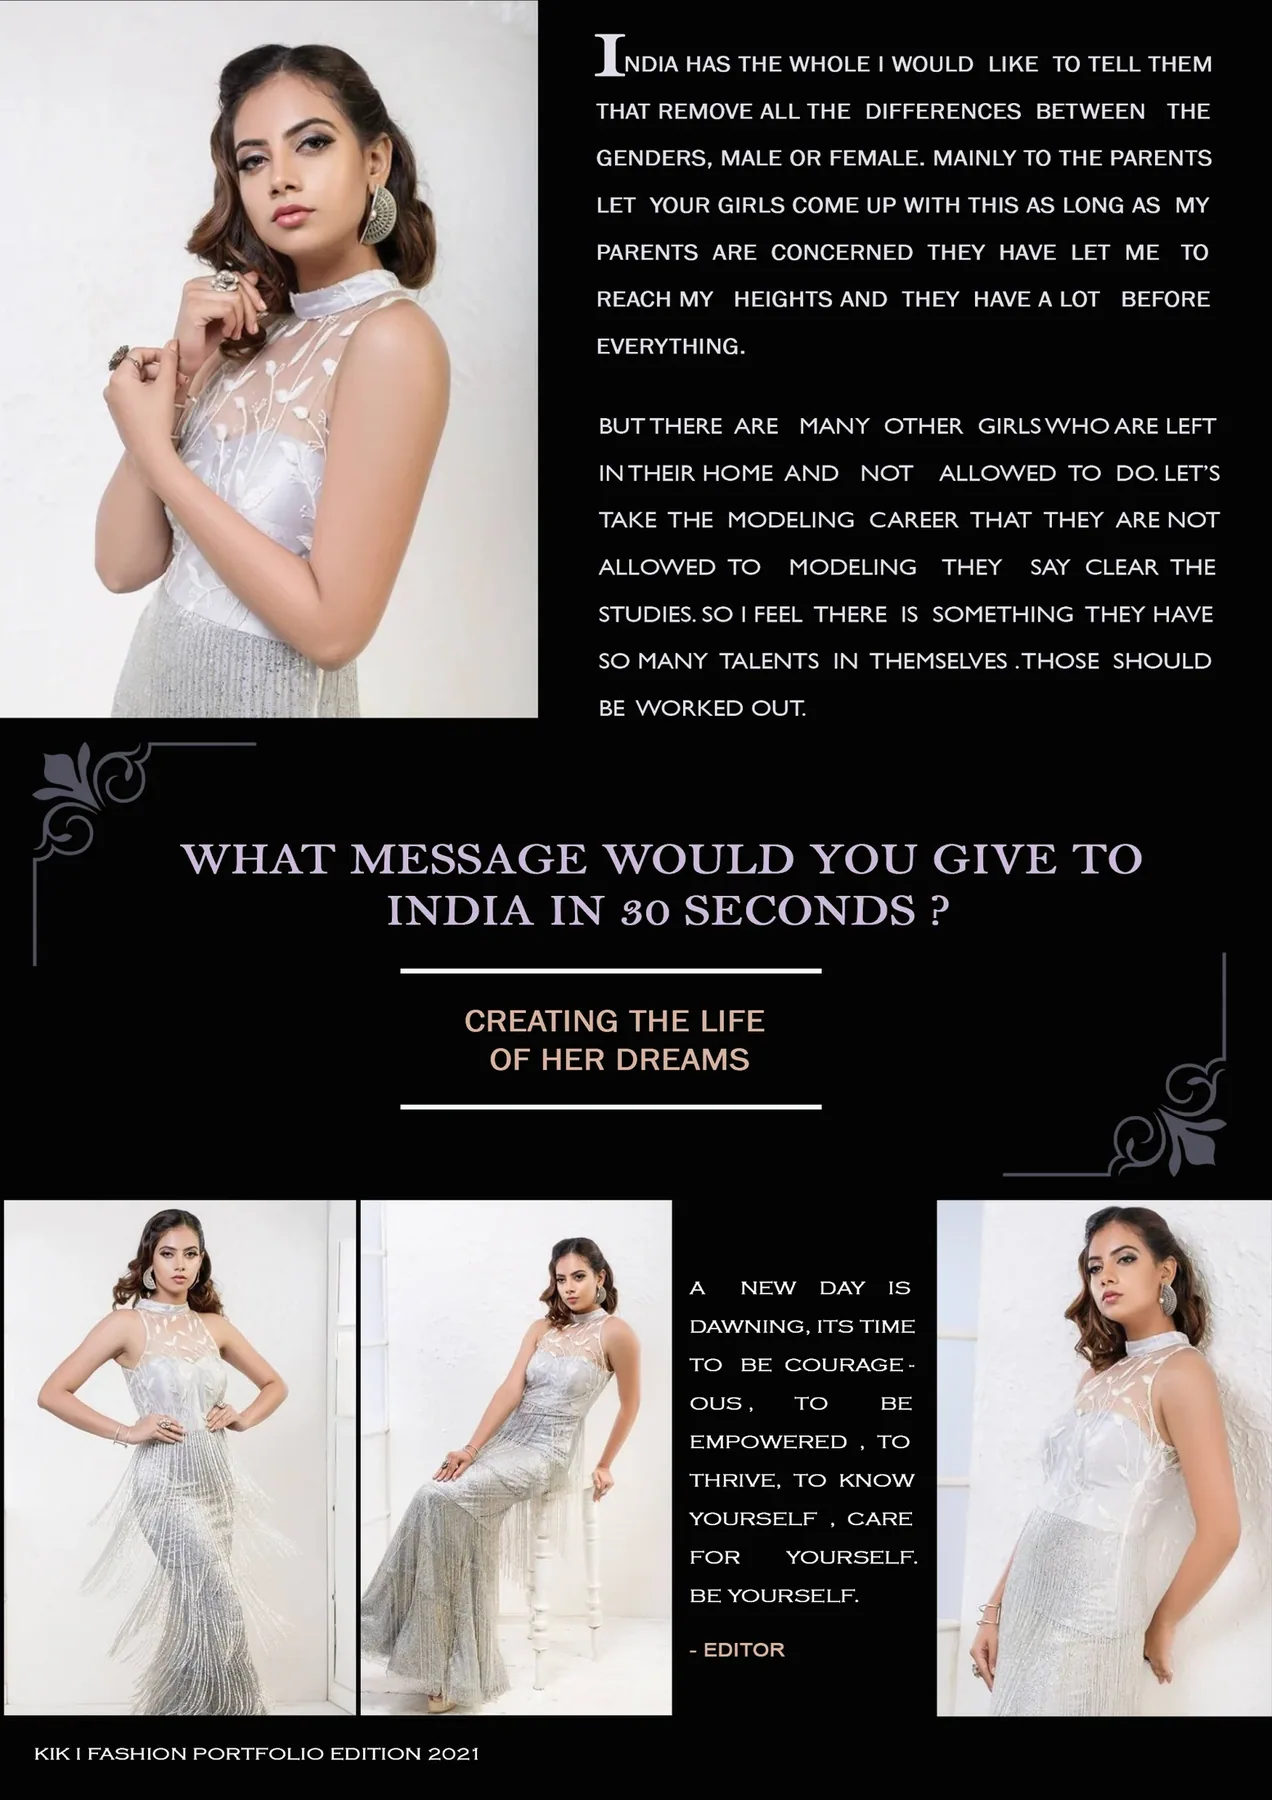 INDIA HAS THE WHOLE I WOULD LIKE TO TELL THEM
THAT REMOVE ALL THE DIFFERENCES BETWEEN THE
GENDERS, MALE OR FEMALE. MAINLY TO THE PARENTS
LET YOUR GIRLS COME UP WITH THIS AS LONG AS MY
PARENTS ARE CONCERNED THEY HAVE LET ME TO
REACH MY HEIGHTS AND THEY HAVE A LOT BEFORE
EVERYTHING.
BUT THERE ARE MANY OTHER GIRLS WHO ARE LEFT
IN THEIR HOME AND NOT ALLOWED TO DO. LET'S
TAKE THE MODELING CAREER THAT THEY ARE NOT
ALLOWED TO MODELING THEY SAY CLEAR THE
STUDIES. SO I FEEL THERE IS SOMETHING THEY HAVE
SO MANY TALENTS IN THEMSELVES .THOSE SHOULD
BE WORKED OUT.
WHAT MESSAGE WOULD YOU GIVE TO
INDIA IN 30 SECONDS ?
CREATING THE LIFE
OF HER DREAMS
A NEW DAY IS
DAWNING, ITS TIME
TO BE COURAGE-
OUS , TO BE
EMPOWERED , TO
THRIVE, TO KNOW
YOURSELF , CARE
FOR YOURSELF.
BE YOURSELF.
- EDITOR
KIK I FASHION PORTFOLIO EDITION 2021